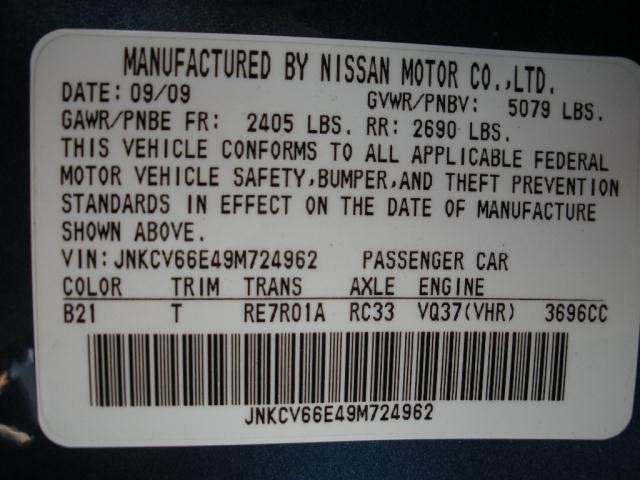 MANUFACTURED BY NISSAN MOTOR CO.,LTD.
DATE: 09/09 GVWR/PNBV: 5079 LBS.
GAWR/PNBE FR: 2405 LBS. RR: 2690 LBS.
THIS VEHICLE CONFORMS TO ALL APPLICABLE FEDERAL
MOTOR VEHICLE SAFETY,BUMPER,AND THEFT PREVENTION
STANDARDS IN EFFECT ON THE DATE OF MANUFACTURE
SHOWN ABOVE.
VIN: JNKCV66E49M724962 PASSENGER CAR
COLOR TRIM TRANS AXLE ENGINE
B21 T RE7R01A RC33 VQ37(VHR) 3696CC
JNKCV66E49M724962